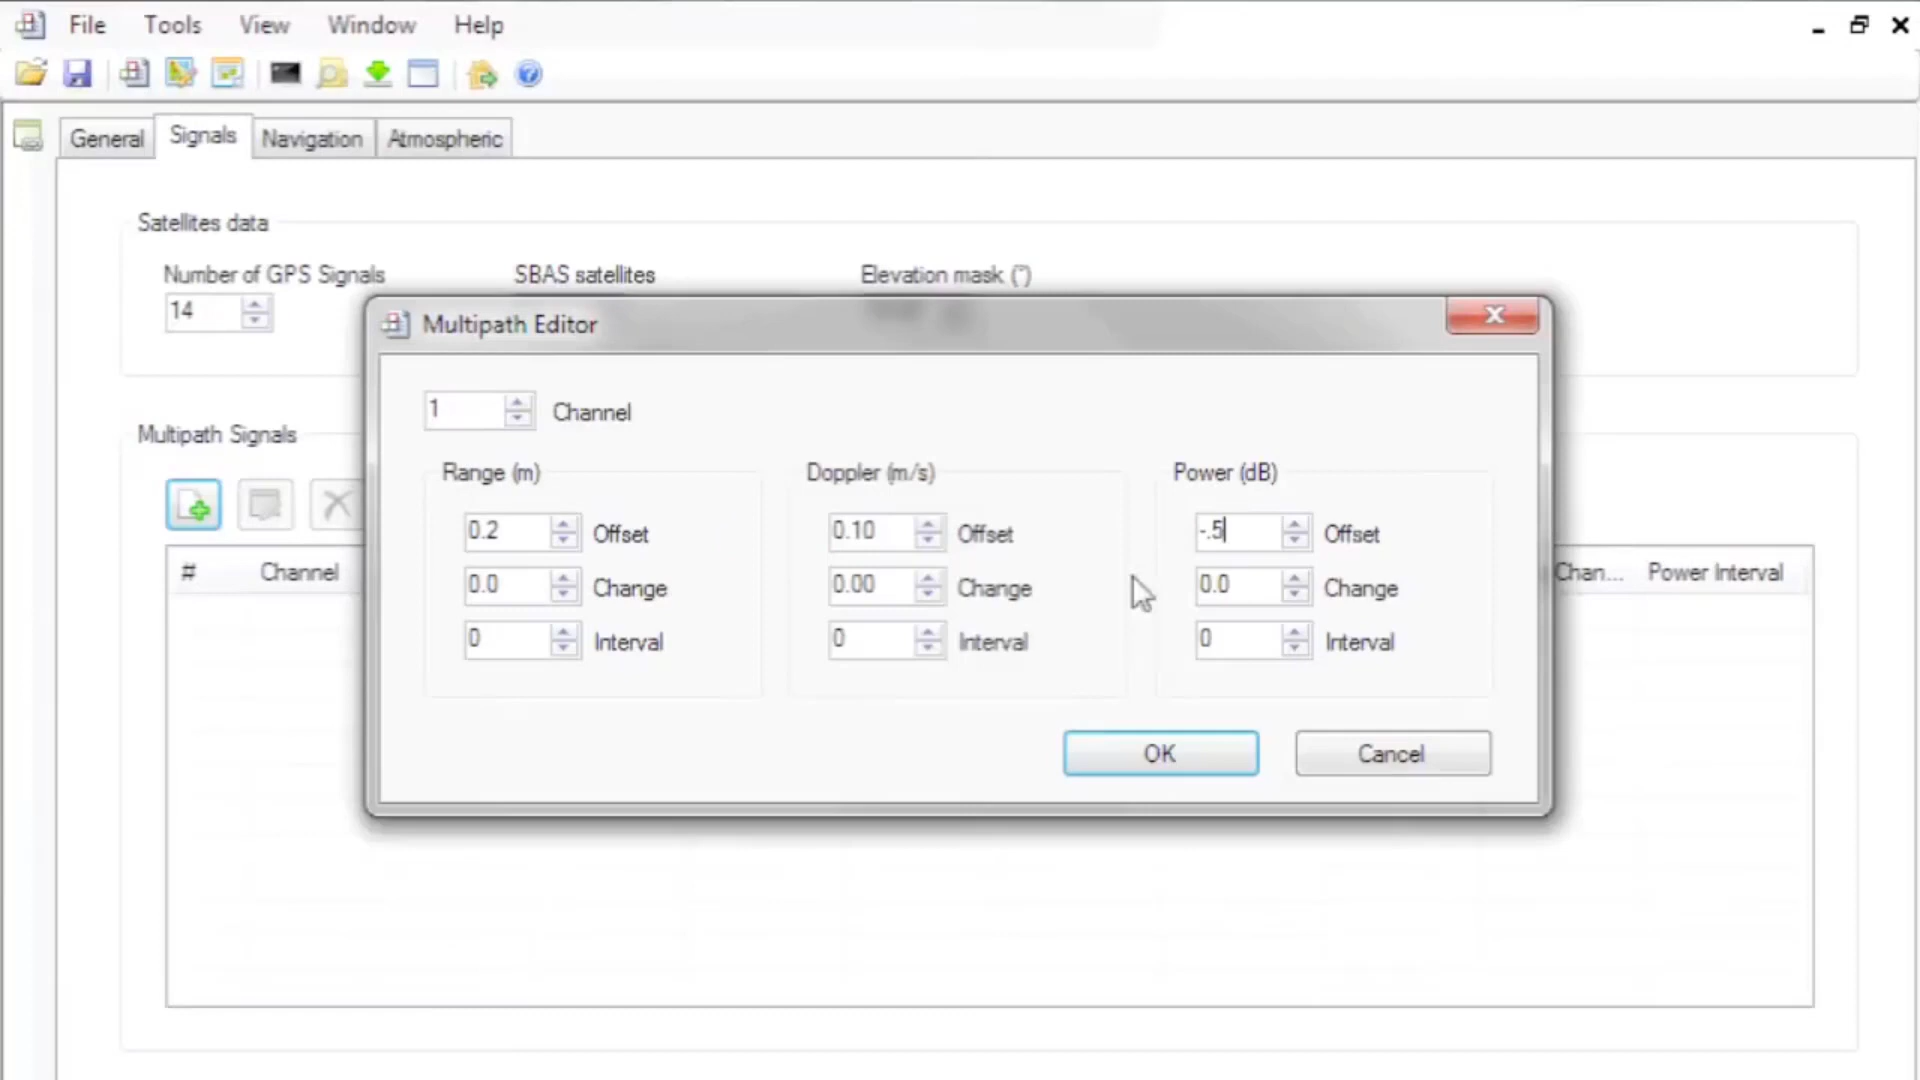 File Tools View Window Help
General Signals Navigation Atmospheric
Satellites data
Number of GPS Signals SBAS satellites Elevation mask (°)
14
Multipath Editor
1 Channel
Multipath Signals
Range (m) Doppler (m/s) Power (dB)
0.2 Offset 0.10 Offset -.5 Offset
# Channel Chan... Power Interval
0.0 Change 0.00 Change 0.0 Change
0 Interval 0 Interval 0 Interval
OK Cancel